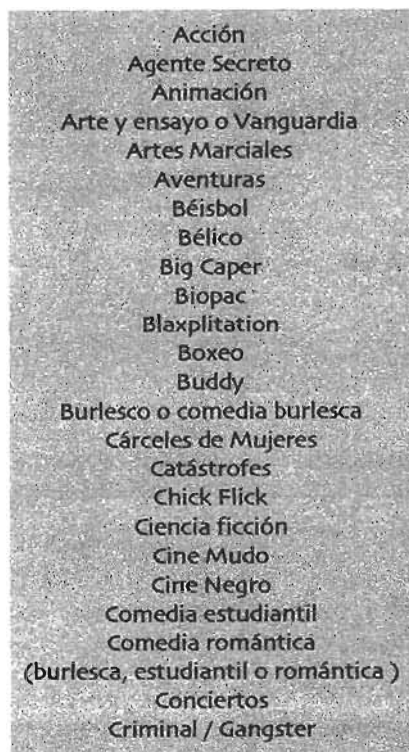 Acción
Agente Secreto
Animación
Arte y ensayo o Vanguardia
Artes Marciales
Aventuras
Béisbol
Bélico
Big Caper
Biopac
Blaxplitation
Boxeo
Buddy
Burlesco o comedia burlesca
Cárceles de Mujeres
Catástrofes
Chick Flick
Ciencia ficción
Cine Mudo
Cine Negro
Comedia estudiantil
Comedia romántica
(burlesca, estudiantil o romántica )
Conciertos
Criminal / Gangster